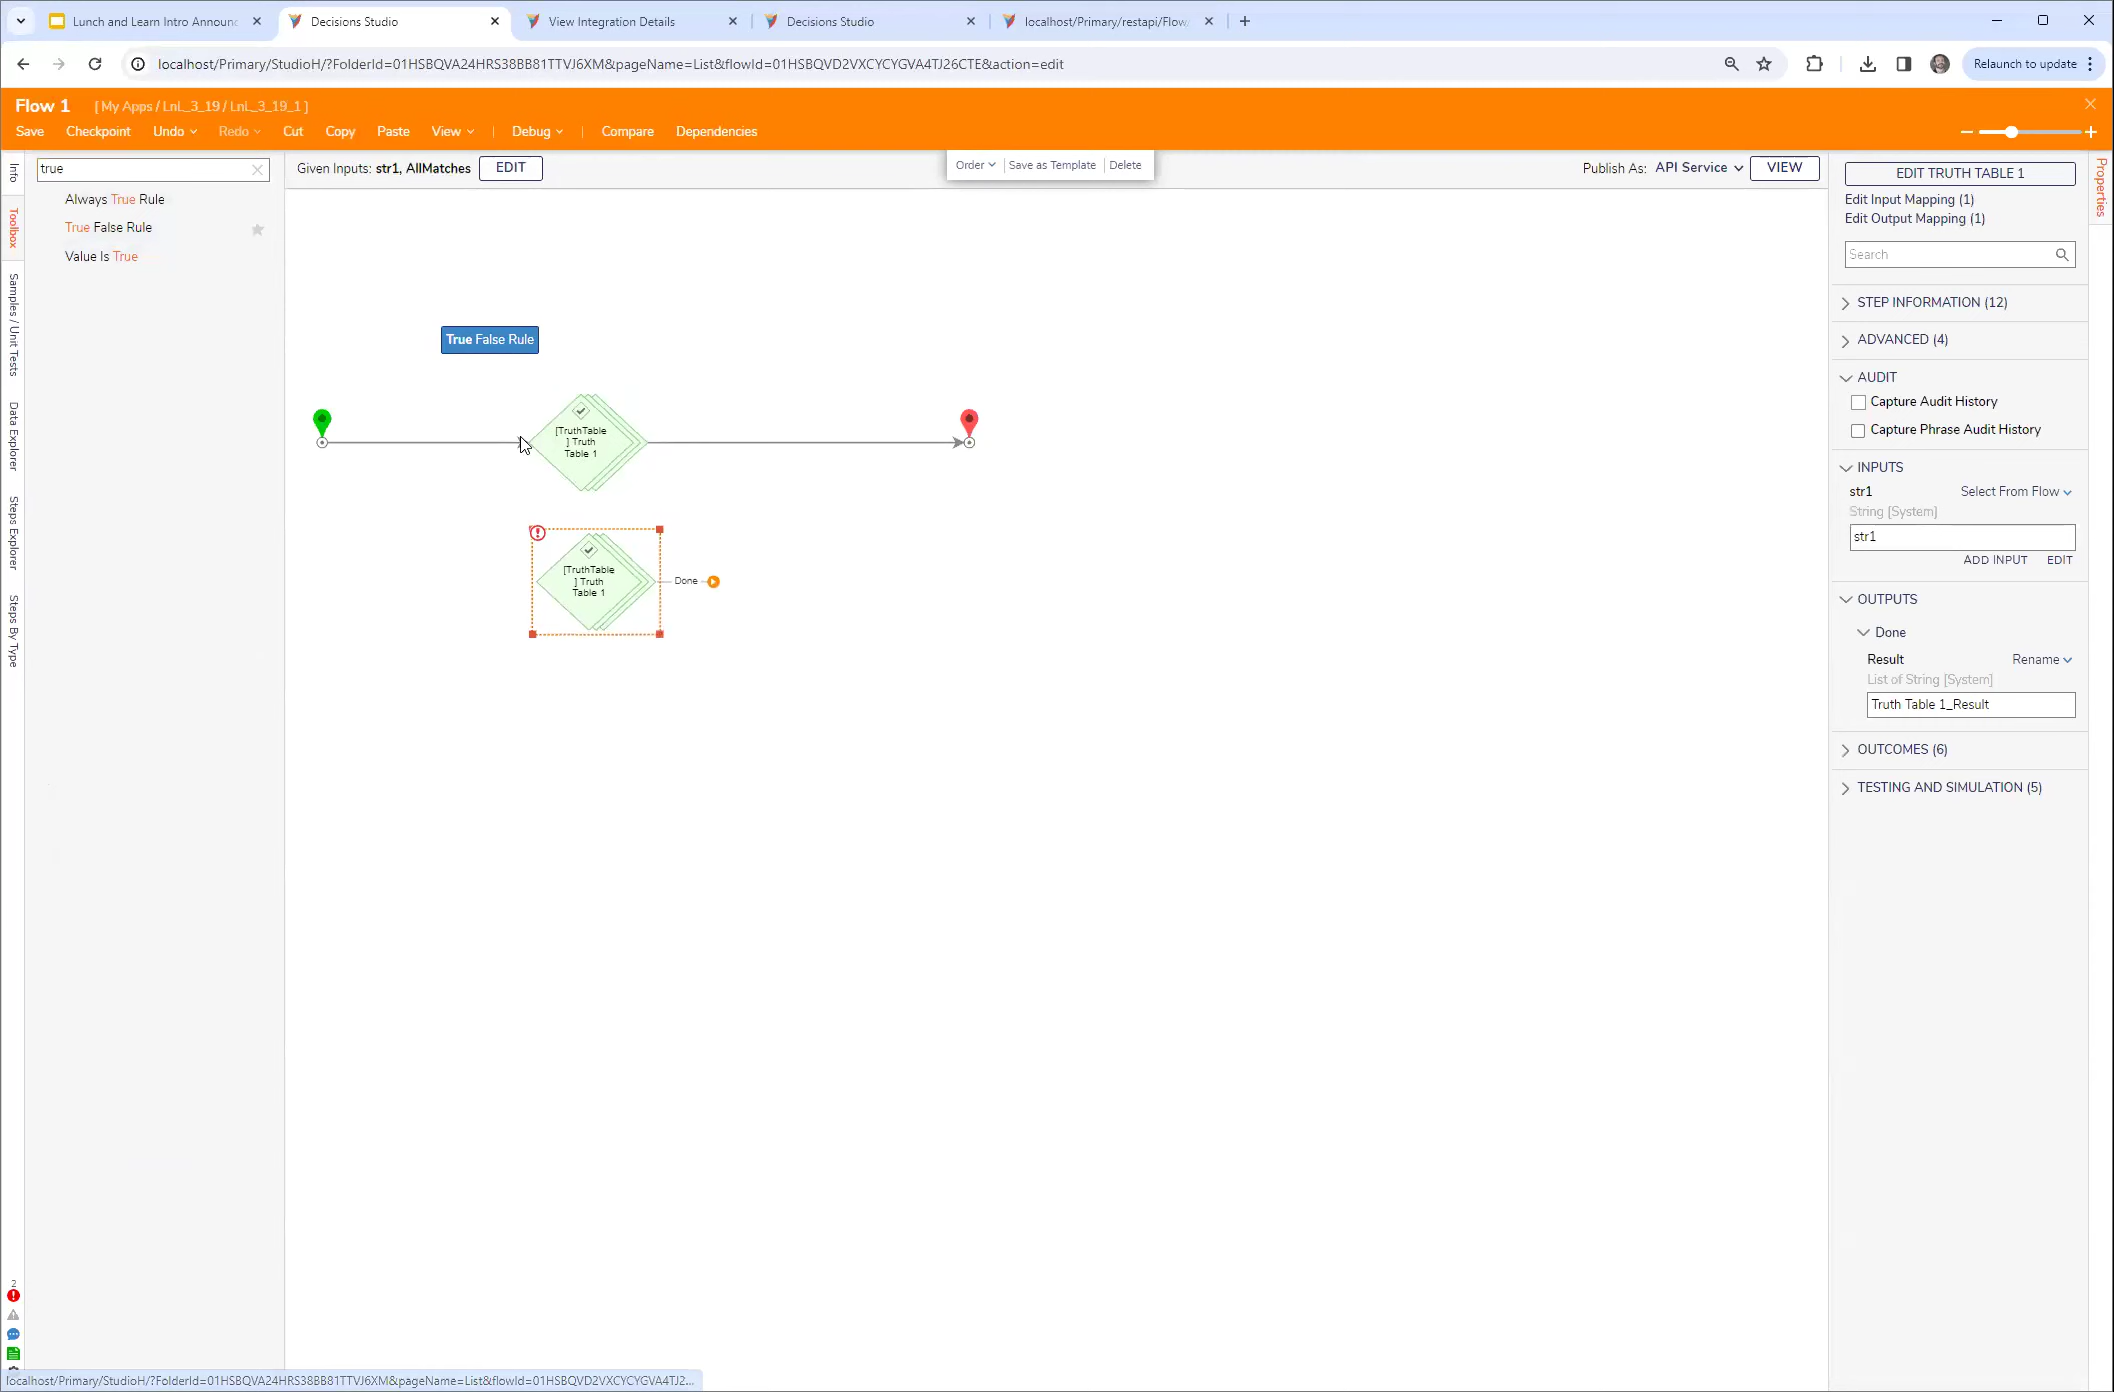 Lunch and Learn Intro Announc
Decisions Studio
View Integration Details
Decisions Studio
localhost/Primary/restapi/Flow/
localhost/Primary/StudioH/?FolderId=01HSBQVA24HRS38BB81TTVJ6XM&pageName=List&flowId=01HSBQVD2VXCYCYGVA4TJ26CTE&action=edit
Relaunch to update
Flow 1 [ My Apps / LnL_3_19 / LnL_3_19_1 ]
Save Checkpoint Undo Redo Cut Copy Paste View | Debug | Compare Dependencies
Info
Toolbox
Samples / Unit Tests
Data Explorer
Steps Explorer
Steps By Type
2
true
Always True Rule
True False Rule
Value Is True
Given Inputs: str1, AllMatches EDIT
Order | Save as Template | Delete
Publish As: API Service VIEW
True False Rule
[TruthTable
] Truth
Table 1
[TruthTable
] Truth
Table 1
Done
Properties
EDIT TRUTH TABLE 1
Edit Input Mapping (1)
Edit Output Mapping (1)
Search
STEP INFORMATION (12)
ADVANCED (4)
AUDIT
Capture Audit History
Capture Phrase Audit History
INPUTS
str1 Select From Flow
String [System]
str1
ADD INPUT EDIT
OUTPUTS
Done
Result Rename
List of String [System]
Truth Table 1_Result
OUTCOMES (6)
TESTING AND SIMULATION (5)
localhost/Primary/StudioH/?FolderId=01HSBQVA24HRS38BB81TTVJ6XM&pageName=List&flowId=01HSBQVD2VXCYCYGVA4TJ2...